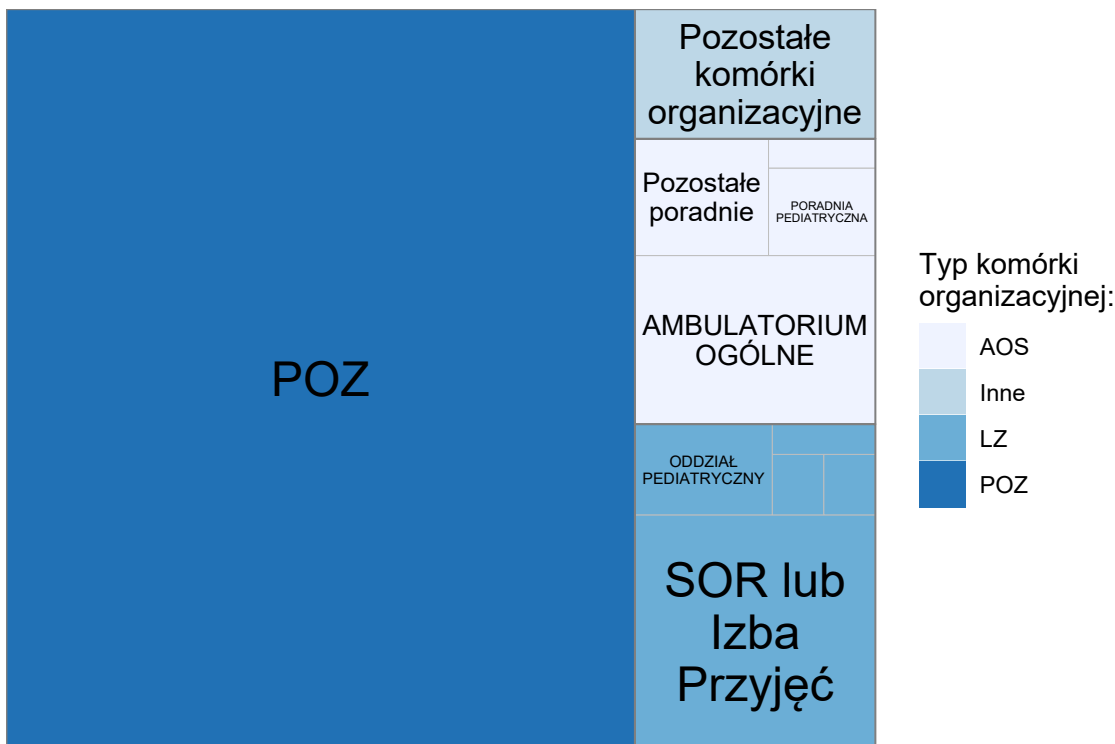 POZ
Pozostałe
komórki
organizacyjne
Pozostałe
poradnie
PORADNIA
PEDIATRYCZNA
AMBULATORIUM
OGÓLNE
ODDZIAŁ
PEDIATRYCZNY
SOR lub
Izba
Przyjęć
Typ komórki
organizacyjnej:
AOS
Inne
LZ
POZ